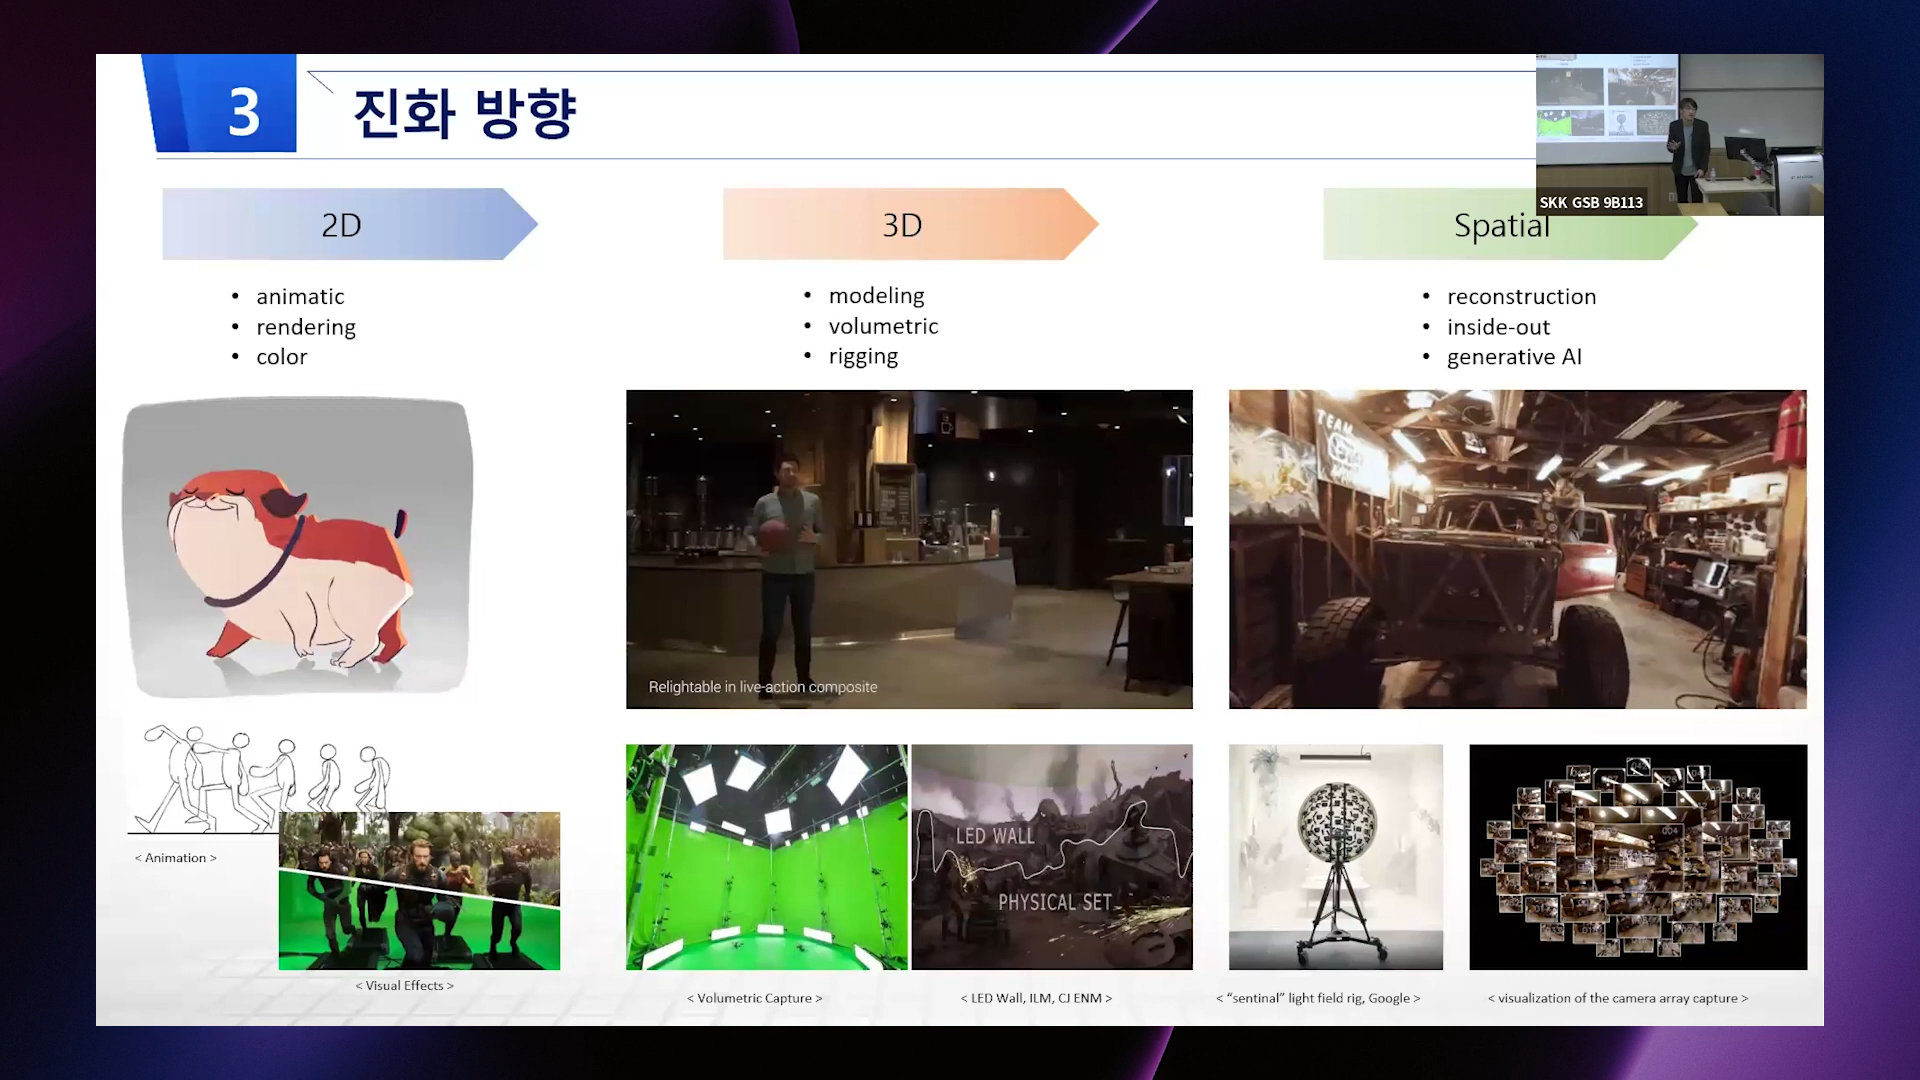 3
진화 방향
SKK GSB 9B113
2D
3D
Spatial
• animatic
• rendering
• color
• modeling
• volumetric
• rigging
• reconstruction
• inside-out
• generative AI
Relightable in live-action composite
TEAM
LED WALL
PHYSICAL SET
< Animation >
< Visual Effects >
< Volumetric Capture >
< LED Wall, ILM, CJ ENM >
< “sentinal” light field rig, Google >
< visualization of the camera array capture >